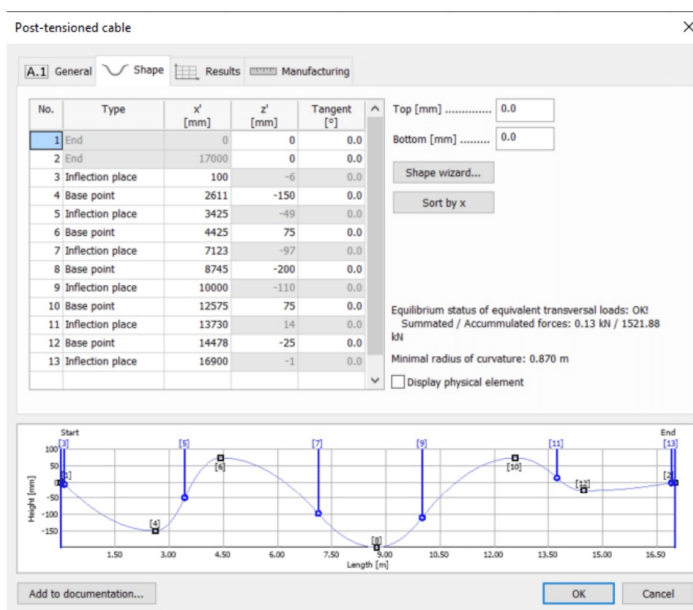 Post-tensioned cable
A.1 General Shape Results Manufacturing
No. Type x' z' Tangent
[mm] [mm] [°]
1 End 0 0 0.0
2 End 17000 0 0.0
3 Inflection place 100 -6 0.0
4 Base point 2611 -150 0.0
5 Inflection place 3425 -49 0.0
6 Base point 4425 75 0.0
7 Inflection place 7123 -97 0.0
8 Base point 8745 -200 0.0
9 Inflection place 10000 -110 0.0
10 Base point 12575 75 0.0
11 Inflection place 13730 14 0.0
12 Base point 14478 -25 0.0
13 Inflection place 16900 -1 0.0
Top [mm] .............. 0.0
Bottom [mm] ......... 0.0
Shape wizard...
Sort by x
Equilibrium status of equivalent transversal loads: OK!
Summated / Accummulated forces: 0.13 kN / 1521.88
kN
Minimal radius of curvature: 0.870 m
Display physical element
Start End
[3] [5] [7] [9] [11] [13]
100
50
-50
-100
-150
Height [mm]
[1] [4] [6] [8] [10] [12] [2]
1.50 3.00 4.50 6.00 7.50 9.00 10.50 12.00 13.50 15.00 16.50
Length [m]
Add to documentation... OK Cancel